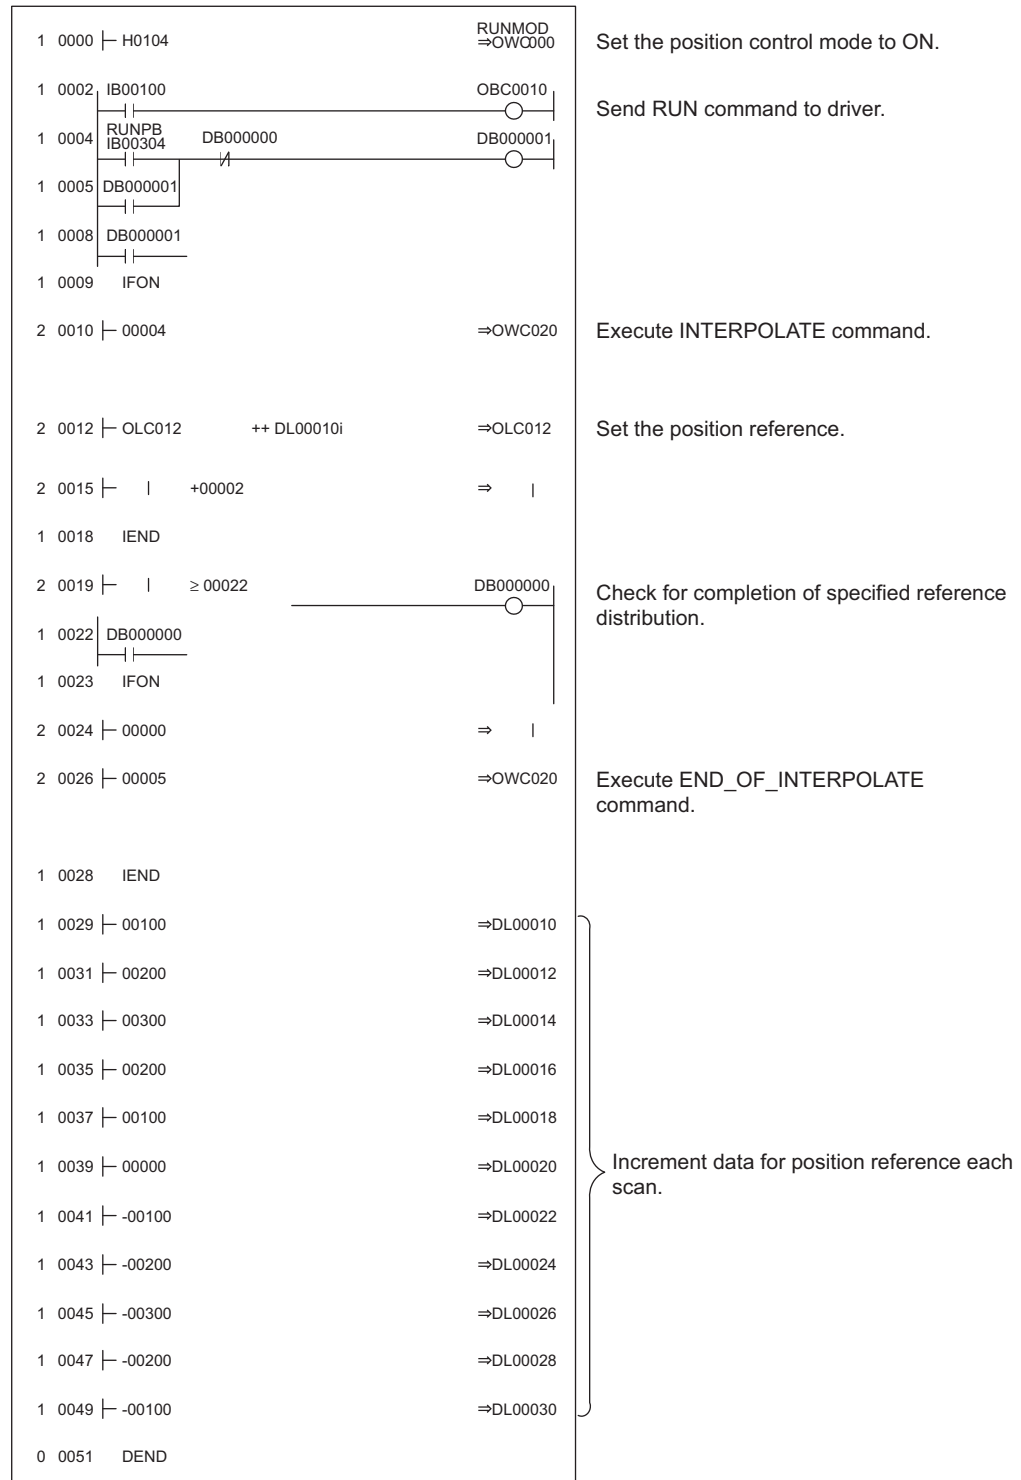 1 0000 H0104 RUNMOD ⇒OWC000 Set the position control mode to ON.
1 0002 IB00100 OBC0010
Send RUN command to driver.
1 0004 RUNPB IB00304 DB000000 DB000001
1 0005 DB000001
1 0008 DB000001
1 0009 IFON
2 0010 00004 ⇒OWC020 Execute INTERPOLATE command.
2 0012 OLC012 ++ DL00010i ⇒OLC012 Set the position reference.
2 0015 I +00002 ⇒ I
1 0018 IEND
2 0019 I ≥ 00022 DB000000 Check for completion of specified reference
distribution.
1 0022 DB000000
1 0023 IFON
2 0024 00000 ⇒ I
2 0026 00005 ⇒OWC020 Execute END_OF_INTERPOLATE
command.
1 0028 IEND
1 0029 00100 ⇒DL00010
1 0031 00200 ⇒DL00012
1 0033 00300 ⇒DL00014
1 0035 00200 ⇒DL00016
1 0037 00100 ⇒DL00018
1 0039 00000 ⇒DL00020 Increment data for position reference each
scan.
1 0041 -00100 ⇒DL00022
1 0043 -00200 ⇒DL00024
1 0045 -00300 ⇒DL00026
1 0047 -00200 ⇒DL00028
1 0049 -00100 ⇒DL00030
0 0051 DEND